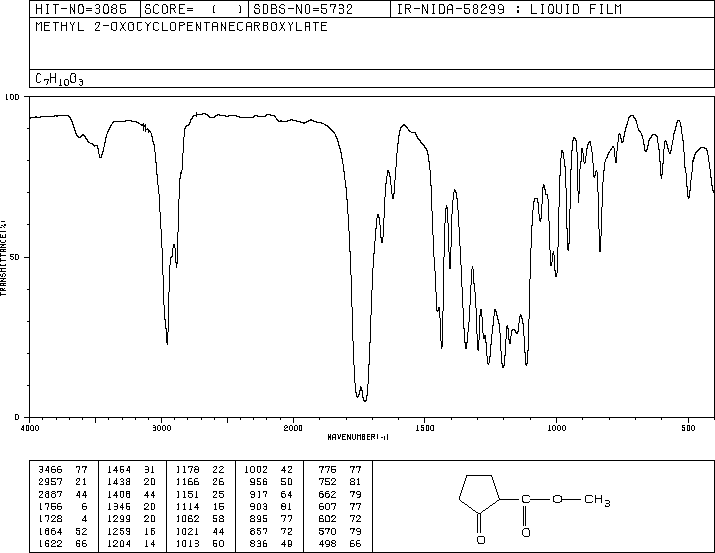 HIT-NO=3085 SCORE= ( ) SDBS-NO=5732 IR-NIDA-58299 : LIQUID FILM
METHYL 2-OXOCYCLOPENTANECARBOXYLATE
C7H10O3
100
50
0
TRANSMITTANCE(%)
4000 3000 2000 1500 1000 500
WAVENUMBER(-1)
3466 77 1454 31 1178 22 1002 42 776 77
2957 21 1438 20 1166 26 956 50 752 81
2887 44 1408 44 1151 25 917 64 662 79
1756 6 1346 20 1114 16 903 81 607 77
1728 4 1299 20 1062 58 895 77 602 72
1664 52 1259 16 1021 44 857 72 570 79
1622 66 1204 14 1013 60 836 49 498 66
C O CH3
O O